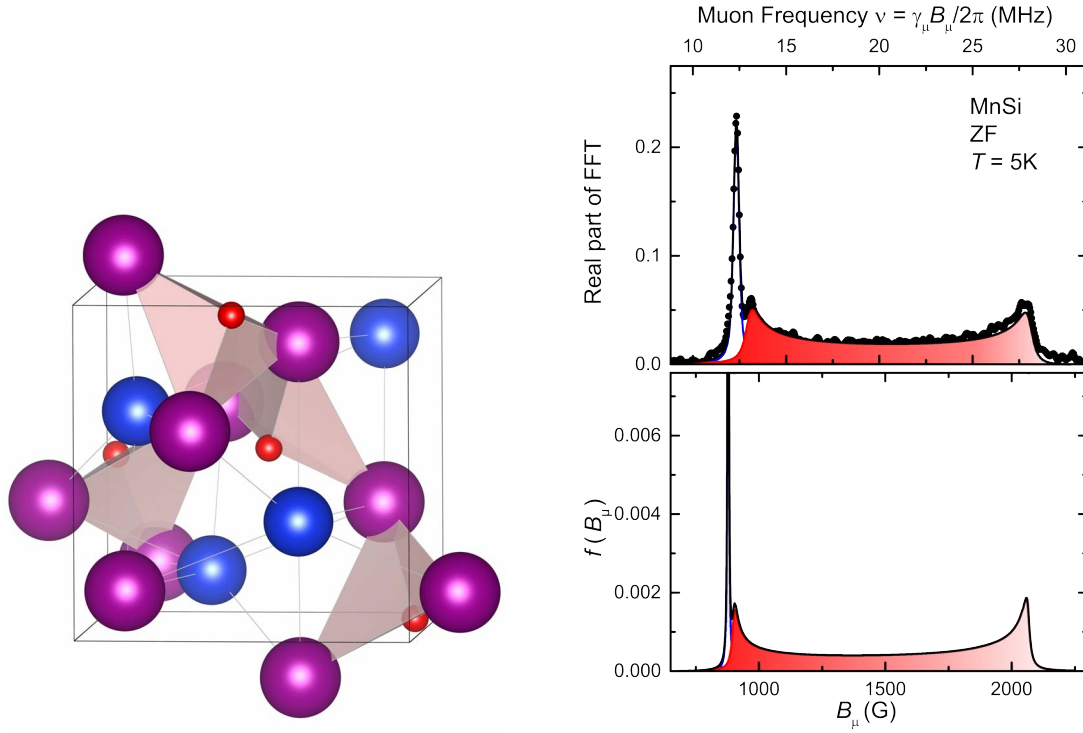 Muon Frequency ν = γμBμ/2π (MHz)
10 15 20 25 30
MnSi
ZF
T = 5K
Real part of FFT
0.2
0.1
0.0
f (Bμ)
0.006
0.004
0.002
0.000
1000 1500 2000
Bμ (G)